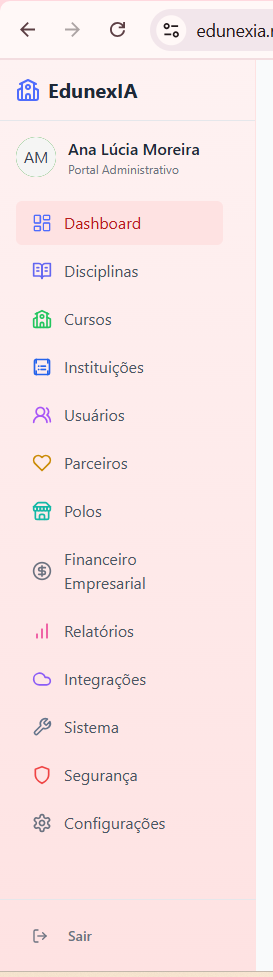 edunexia.
EdunexIA
AM
Ana Lúcia Moreira
Portal Administrativo
Dashboard
Disciplinas
Cursos
Instituições
Usuários
Parceiros
Polos
Financeiro
Empresarial
Relatórios
Integrações
Sistema
Segurança
Configurações
Sair